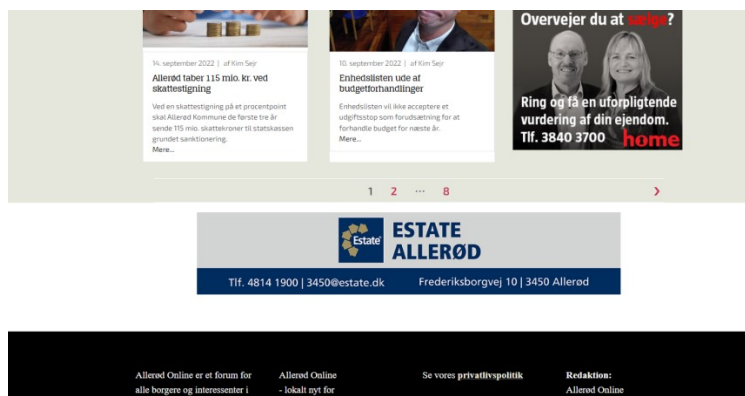 Overvejer du at sælge?
14. september 2022 | af Kim Sejr
Allerød taber 115 mio. kr. ved
skattestigning
Ved en skattestigning på et procentpoint
skal Allerød Kommune de første tre år
sende 115 mio. skattekroner til statskassen
grundet sanktionering.
Mere...
10. september 2022 | af Kim Sejr
Enhedslisten ude af
budgetforhandlinger
Enhedslisten vil ikke acceptere et
udgiftsstop som forudsætning for at
forhandle budget for næste år.
Mere...
Ring og få en uforpligtende
vurdering af din ejendom.
Tlf. 3840 3700 home
1 2 ... 8 >
Estate
ESTATE
ALLERØD
Tlf. 4814 1900 | 3450@estate.dk Frederiksborgvej 10 | 3450 Allerød
Allerød Online er et forum for
alle borgere og interessenter i
Allerød Online
- lokalt nyt for
Se vores privatlivspolitik
Redaktion:
Allerød Online